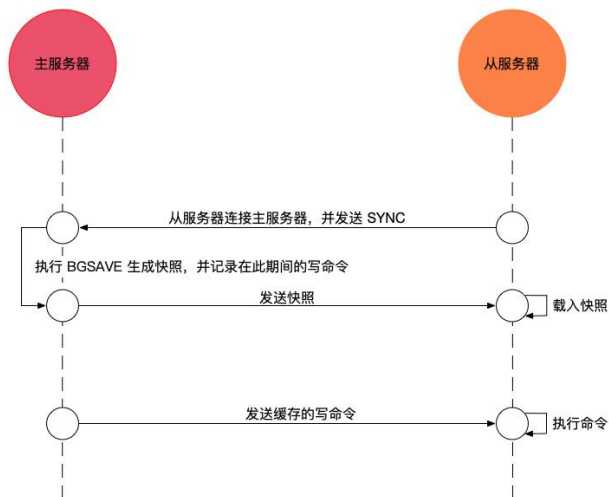 主服务器
从服务器
从服务器连接主服务器，并发送 SYNC
执行 BGSAVE 生成快照，并记录在此期间的写命令
发送快照
载入快照
发送缓存的写命令
执行命令